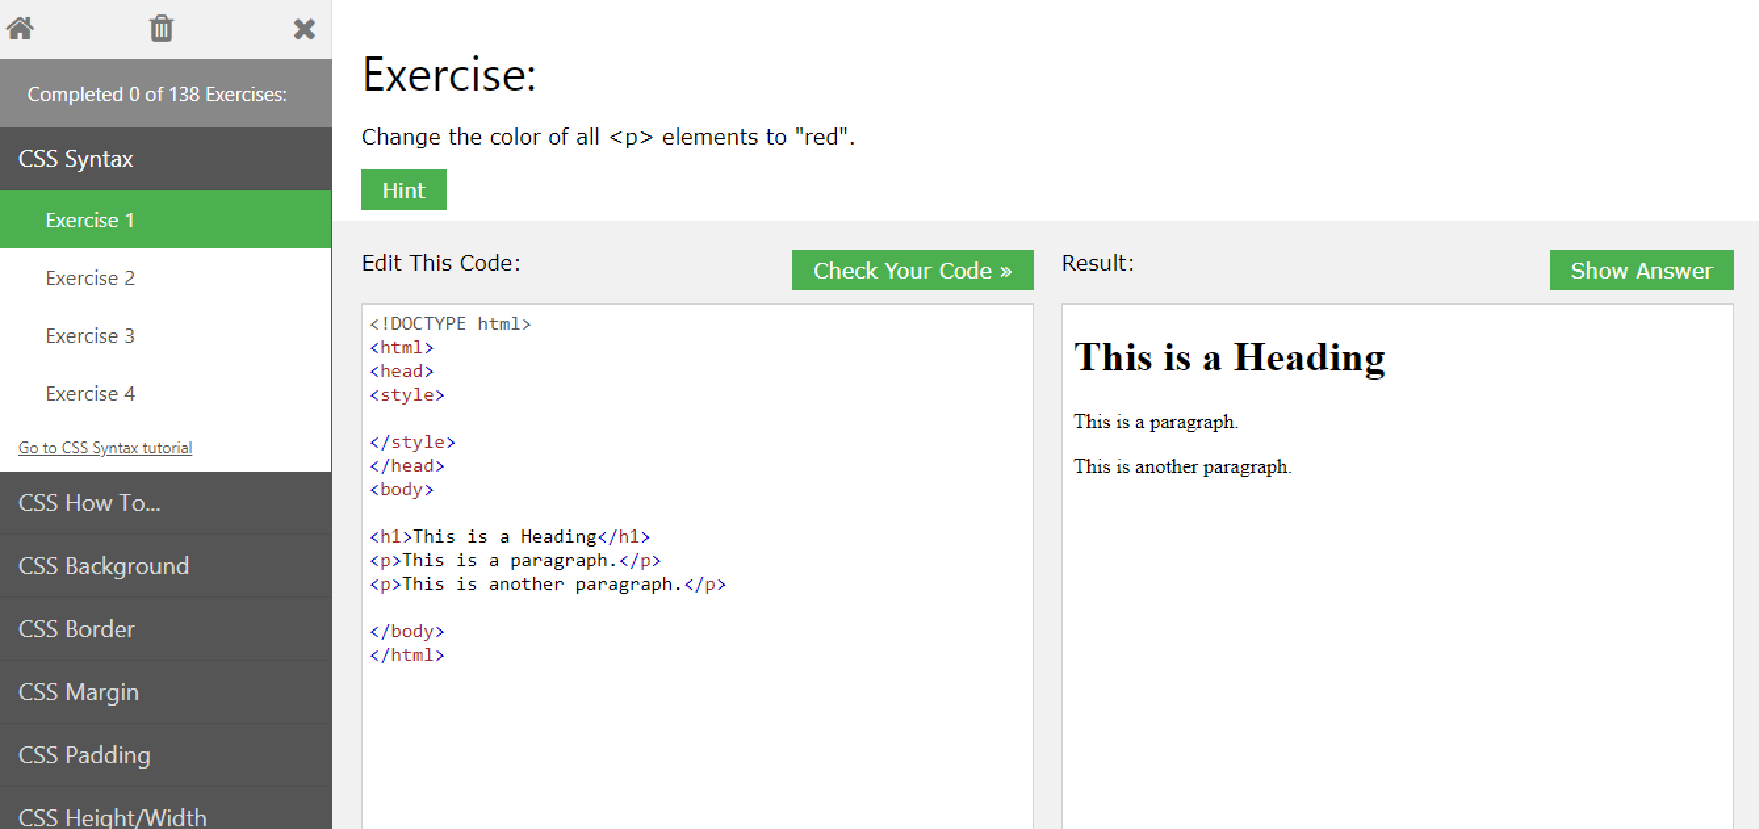 Completed 0 of 138 Exercises:
CSS Syntax
Exercise 1
Exercise 2
Exercise 3
Exercise 4
Go to CSS Syntax tutorial
CSS How To...
CSS Background
CSS Border
CSS Margin
CSS Padding
CSS Height/Width
Exercise:
Change the color of all <p> elements to "red".
Hint
Edit This Code:
Check Your Code »
<!DOCTYPE html>
<html>
<head>
<style>
</style>
</head>
<body>
<h1>This is a Heading</h1>
<p>This is a paragraph.</p>
<p>This is another paragraph.</p>
</body>
</html>
Result:
Show Answer
This is a Heading
This is a paragraph.
This is another paragraph.